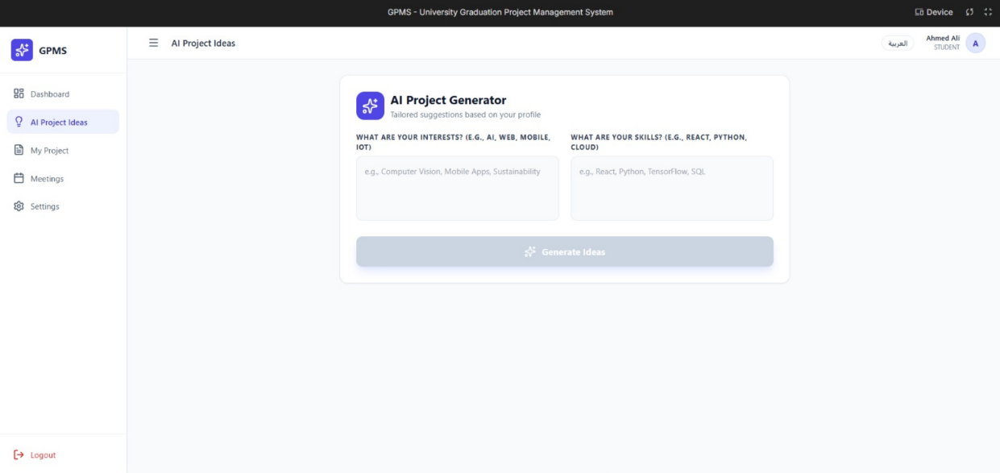 GPMS - University Graduation Project Management System
Device
GPMS
AI Project Ideas
العربية
Ahmed Ali
STUDENT
A
Dashboard
AI Project Ideas
My Project
Meetings
Settings
Logout
AI Project Generator
Tailored suggestions based on your profile
WHAT ARE YOUR INTERESTS? (E.G., AI, WEB, MOBILE,
IOT)
e.g., Computer Vision, Mobile Apps, Sustainability
WHAT ARE YOUR SKILLS? (E.G., REACT, PYTHON,
CLOUD)
e.g., React, Python, TensorFlow, SQL
Generate Ideas